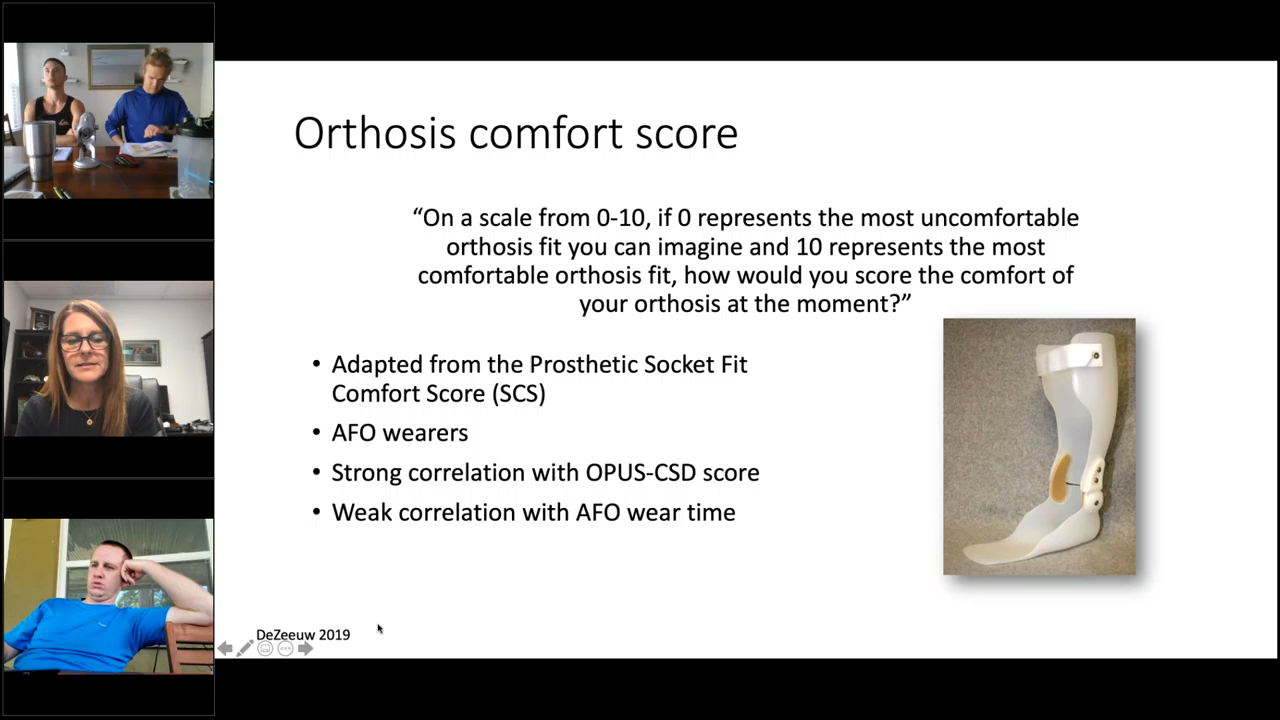 Orthosis comfort score
“On a scale from 0-10, if 0 represents the most uncomfortable
orthosis fit you can imagine and 10 represents the most
comfortable orthosis fit, how would you score the comfort of
your orthosis at the moment?”
• Adapted from the Prosthetic Socket Fit
Comfort Score (SCS)
• AFO wearers
• Strong correlation with OPUS-CSD score
• Weak correlation with AFO wear time
DeZeeuw 2019